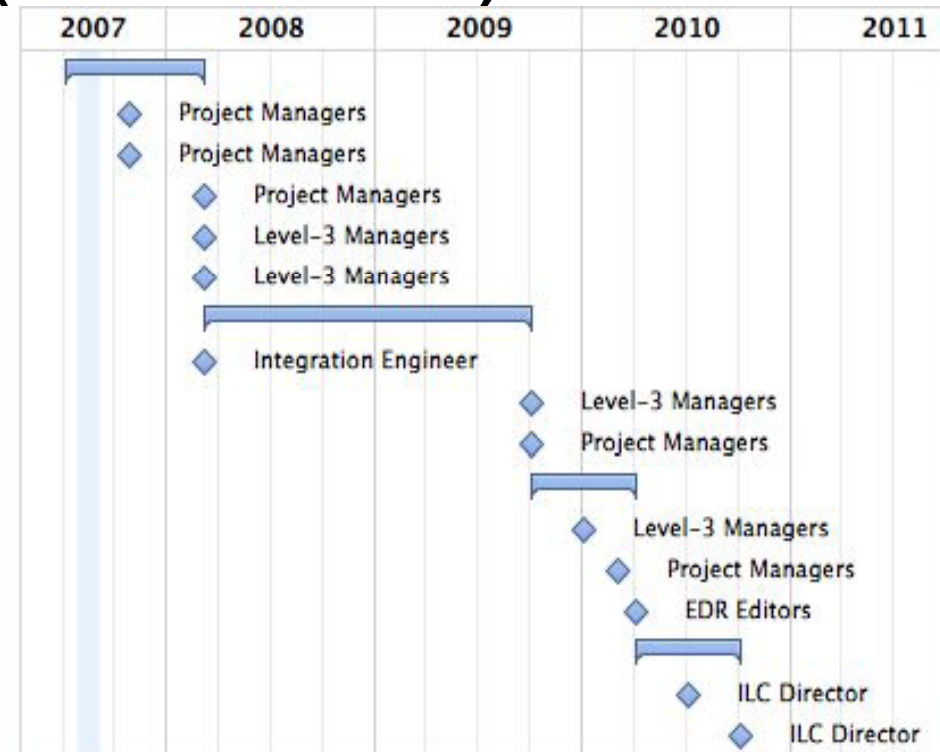 2007 2008 2009 2010 2011
Project Managers
Project Managers
Project Managers
Level-3 Managers
Level-3 Managers
Integration Engineer
Level-3 Managers
Project Managers
Level-3 Managers
Project Managers
EDR Editors
ILC Director
ILC Director